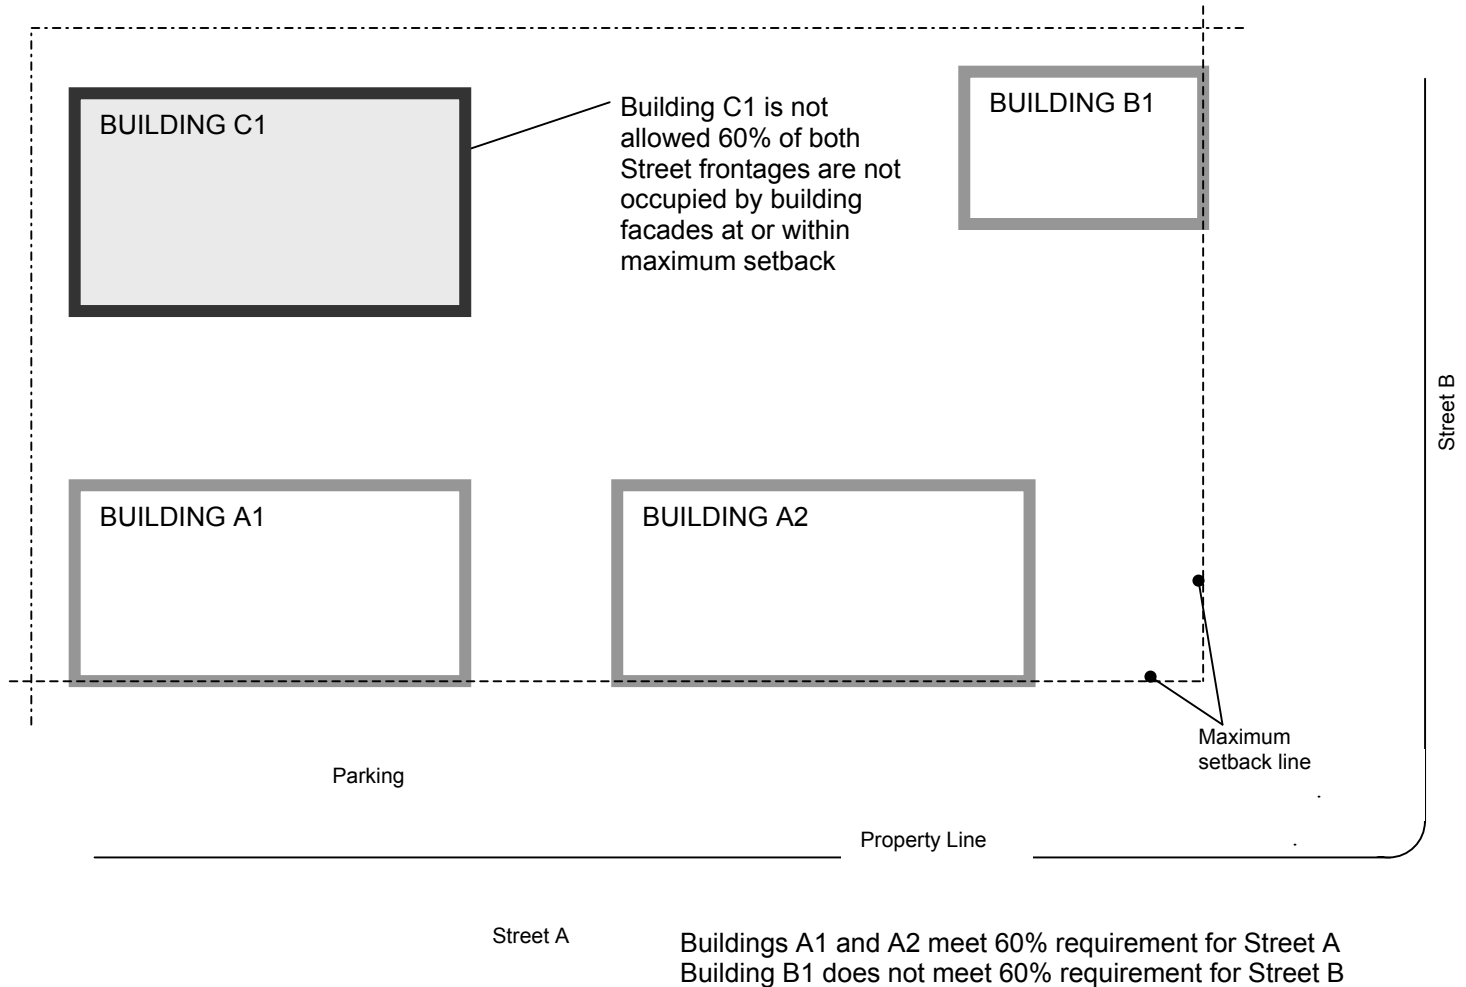 BUILDING C1
Building C1 is not
allowed 60% of both
Street frontages are not
occupied by building
facades at or within
maximum setback
BUILDING B1
Street B
BUILDING A1
BUILDING A2
Maximum
setback line
Parking
Property Line
Street A
Buildings A1 and A2 meet 60% requirement for Street A
Building B1 does not meet 60% requirement for Street B